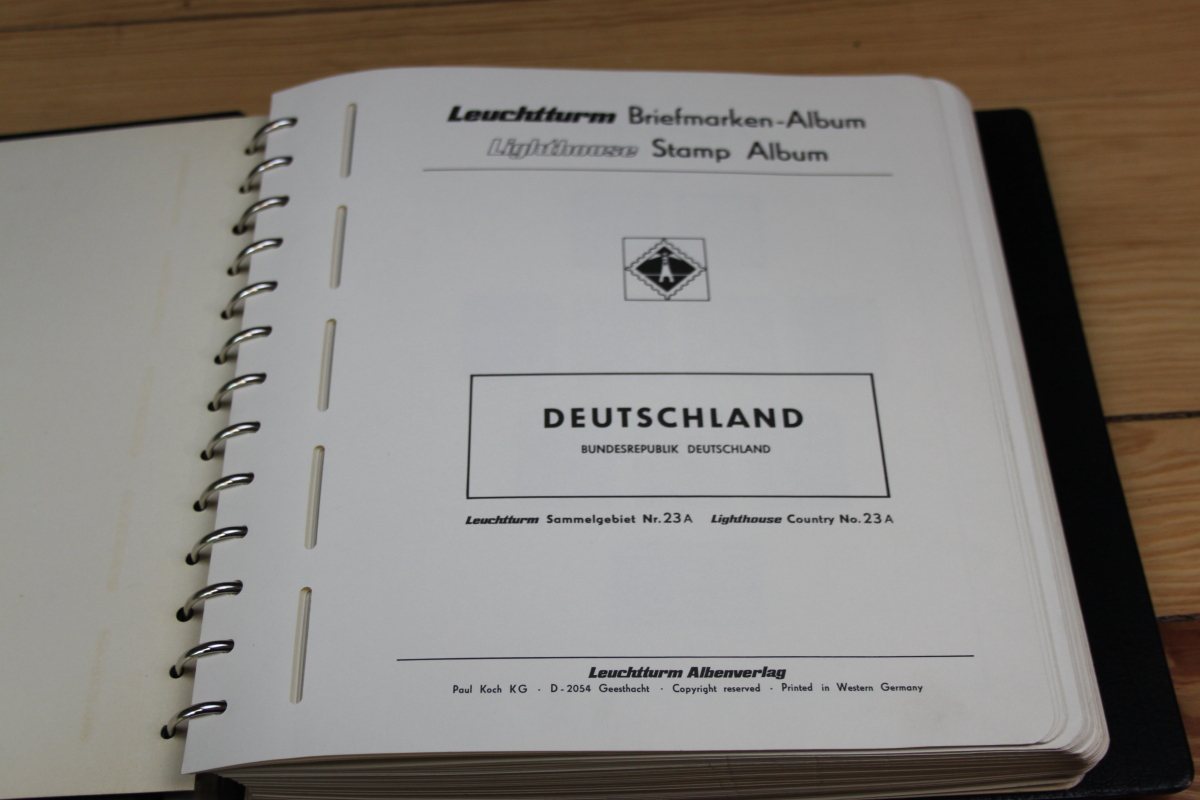 Leuchtturm Briefmarken-Album
Lighthouse Stamp Album
DEUTSCHLAND
BUNDESREPUBLIK DEUTSCHLAND
Leuchtturm Sammelgebiet Nr. 23 A Lighthouse Country No. 23 A
Leuchtturm Albenverlag
Paul Koch KG · D-2054 Geesthacht · Copyright reserved · Printed in Western Germany